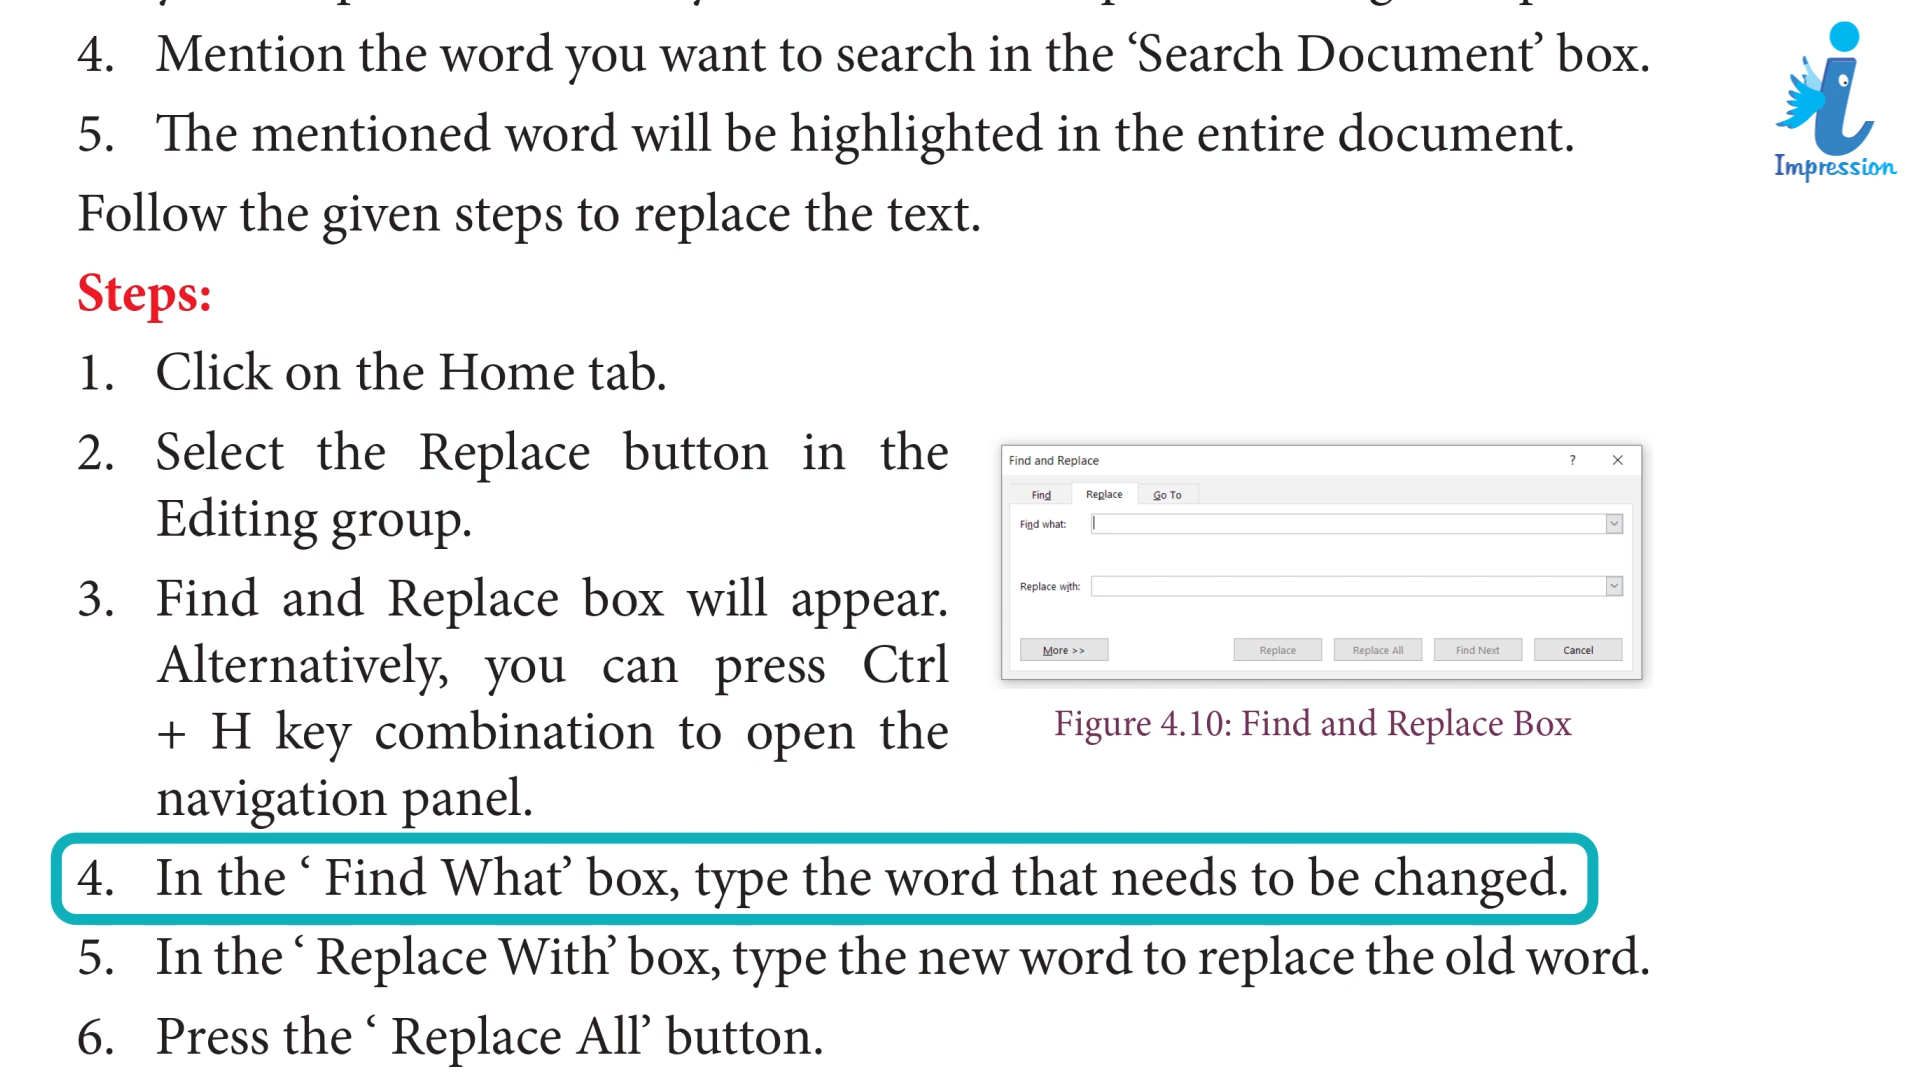 4. Mention the word you want to search in the ‘Search Document’ box.
5. The mentioned word will be highlighted in the entire document.
Impression
Follow the given steps to replace the text.
Steps:
1. Click on the Home tab.
2. Select the Replace button in the
Editing group.
3. Find and Replace box will appear.
Alternatively, you can press Ctrl
+ H key combination to open the
navigation panel.
Find and Replace ? ×
Find Replace Go To
Find what:
Replace with:
More >> Replace Replace All Find Next Cancel
Figure 4.10: Find and Replace Box
4. In the ‘ Find What’ box, type the word that needs to be changed.
5. In the ‘ Replace With’ box, type the new word to replace the old word.
6. Press the ‘ Replace All’ button.